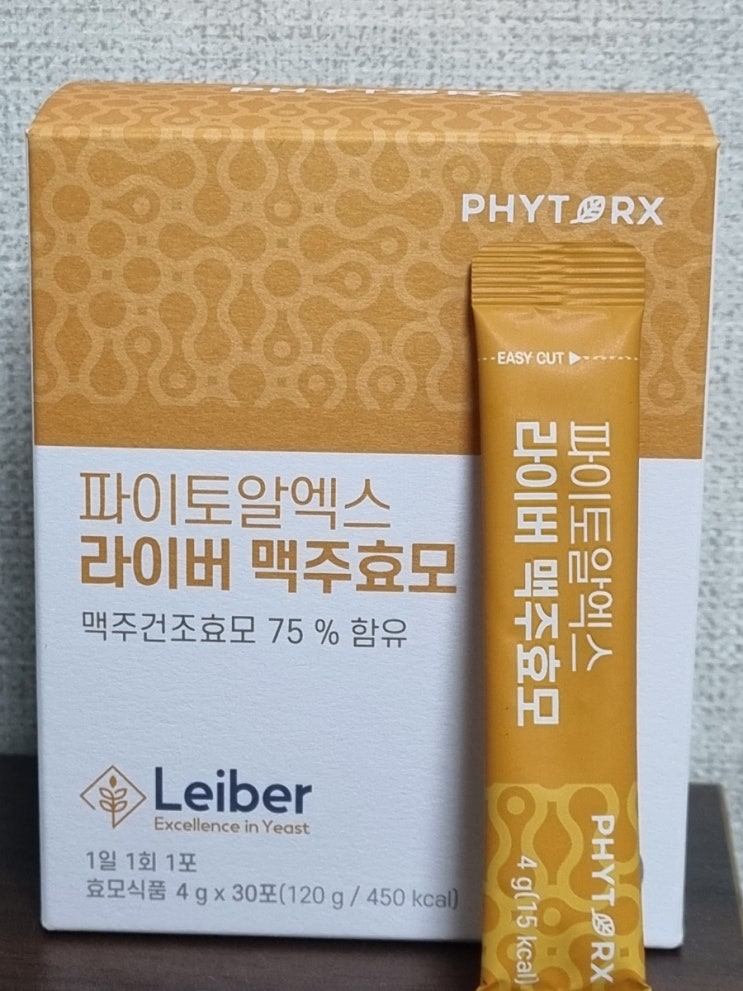 PHYTORX
PHYTORX
파이토알엑스
라이버 맥주효모
맥주건조효모 75 % 함유
Leiber
Excellence in Yeast
1일 1회 1포
효모식품 4 g x 30포(120 g / 450 kcal)
EASY CUT ▶
파이토알엑스
라이버 맥주효모
PHYTORX
4 g(15 kcal)